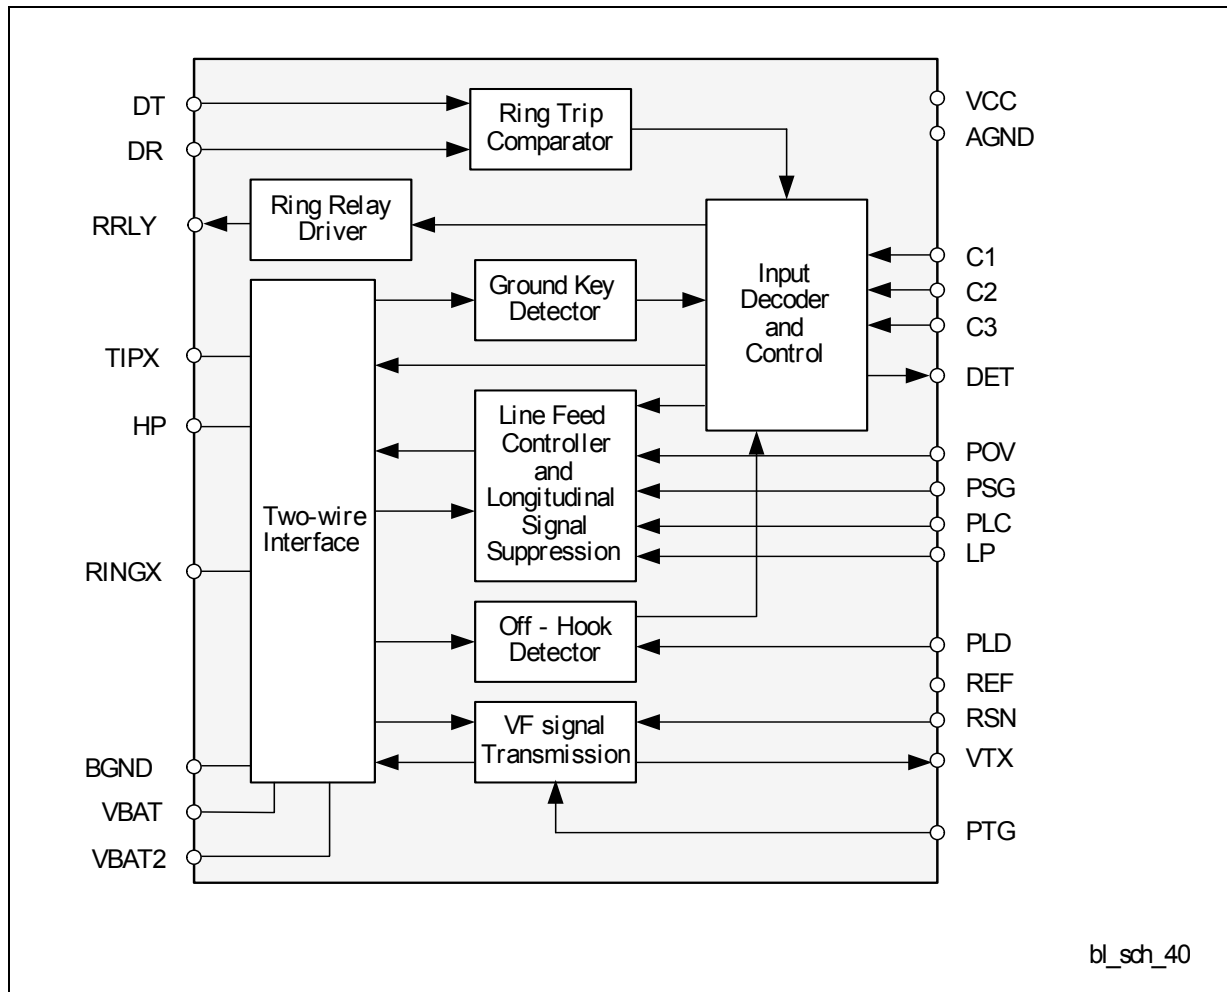 DT
DR
RRLY
TIPX
HP
RINGX
BGND
VBAT
VBAT2
Ring Trip
Comparator
Ring Relay
Driver
Ground Key
Detector
Two-wire
Interface
Line Feed
Controller
and
Longitudinal
Signal
Suppression
Off - Hook
Detector
VF signal
Transmission
Input
Decoder
and
Control
VCC
AGND
C1
C2
C3
DET
POV
PSG
PLC
LP
PLD
REF
RSN
VTX
PTG
bl_sch_40